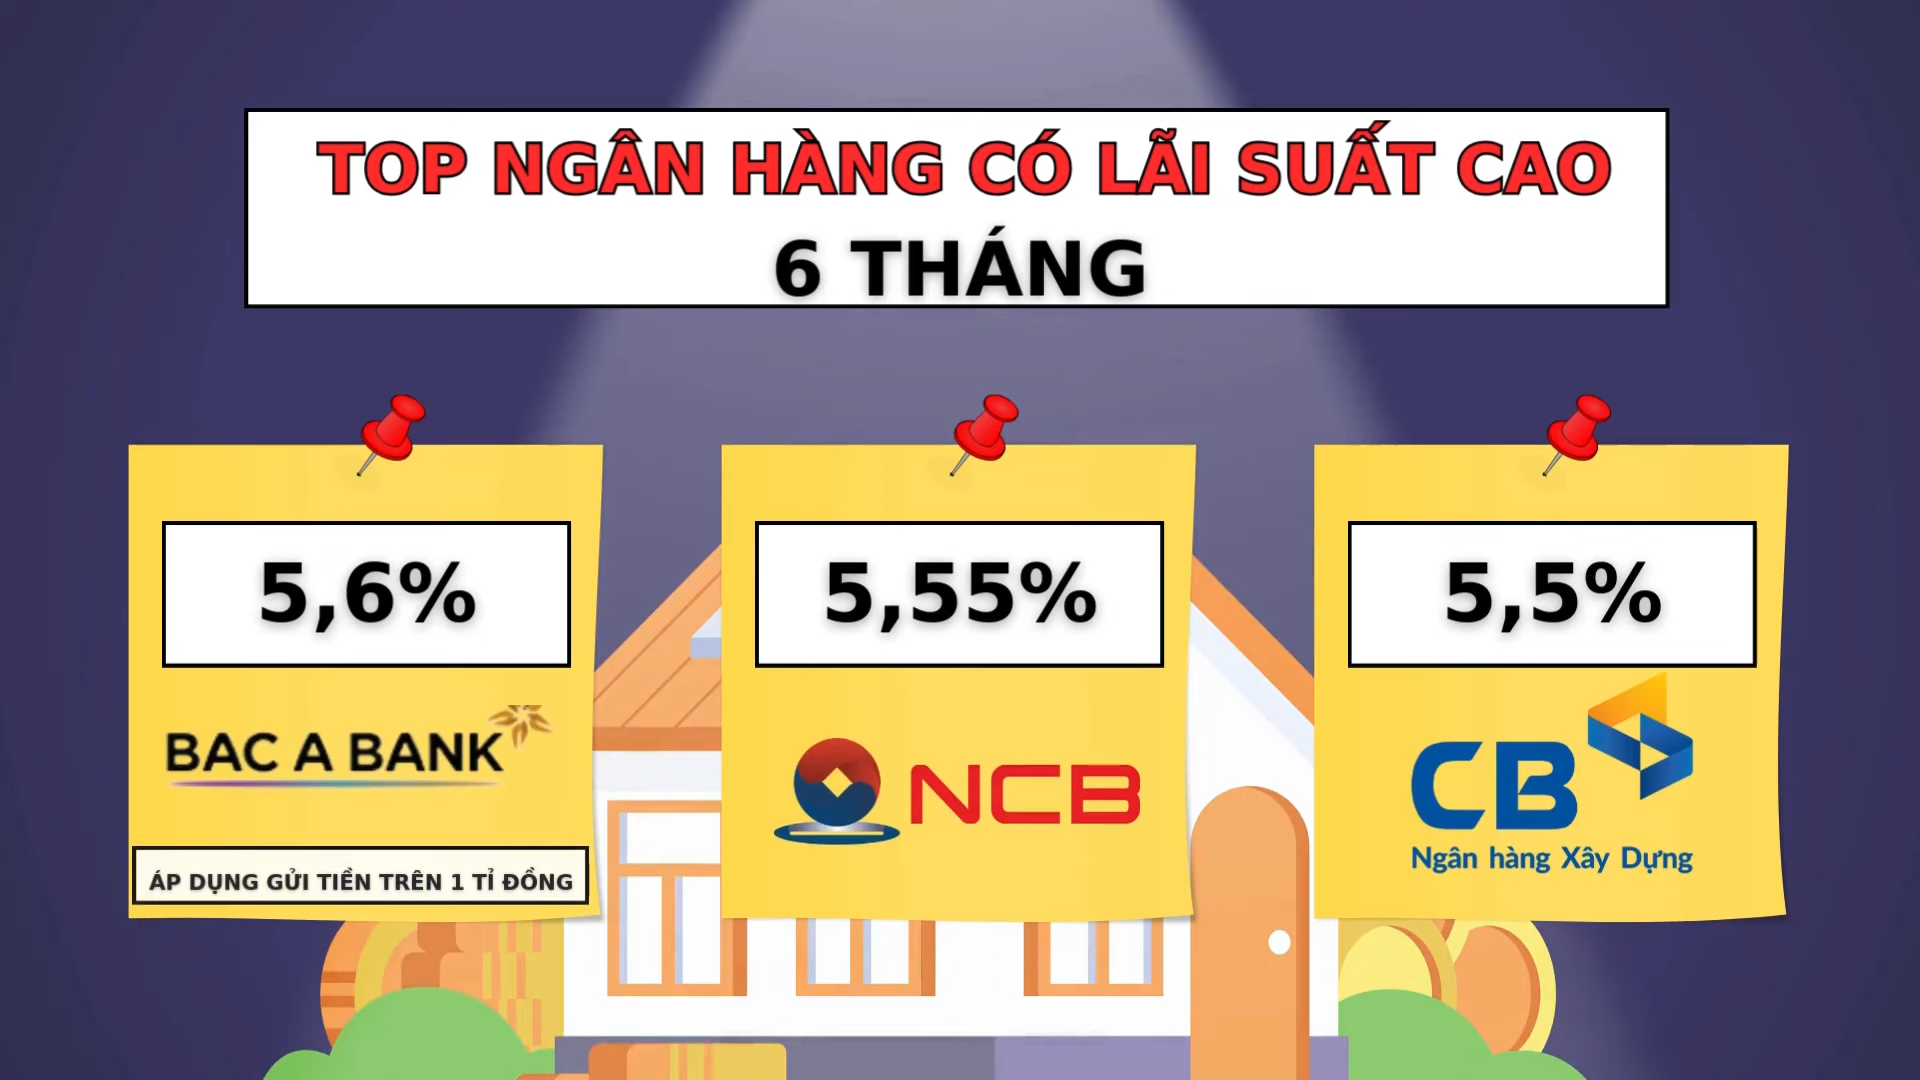 TOP NGÂN HÀNG CÓ LÃI SUẤT CAO
6 THÁNG
5,6%
BAC A BANK
ÁP DỤNG GỬI TIỀN TRÊN 1 TỈ ĐỒNG
5,55%
NCB
5,5%
CB
Ngân hàng Xây Dựng